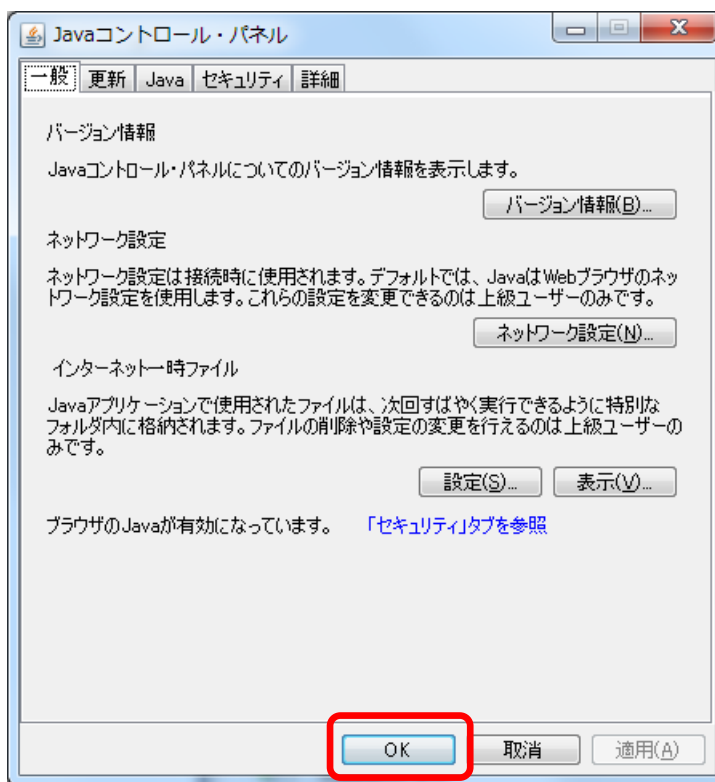 Javaコントロール・パネル
一般 更新 Java セキュリティ 詳細
バージョン情報
Javaコントロール・パネルについてのバージョン情報を表示します。
バージョン情報(B)...
ネットワーク設定
ネットワーク設定は接続時に使用されます。デフォルトでは、JavaはWebブラウザのネッ
トワーク設定を使用します。これらの設定を変更できるのは上級ユーザーのみです。
ネットワーク設定(N)...
インターネット一時ファイル
Javaアプリケーションで使用されたファイルは、次回すばやく実行できるように特別な
フォルダ内に格納されます。ファイルの削除や設定の変更を行えるのは上級ユーザーの
みです。
設定(S)... 表示(V)...
ブラウザのJavaが有効になっています。 「セキュリティ」タブを参照
OK 取消 適用(A)